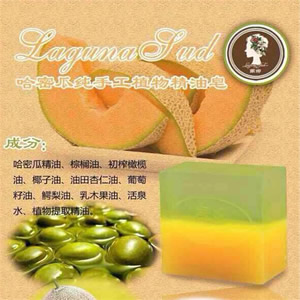 LagunaSud
哈密瓜纯手工植物精油皂
成分:
哈密瓜精油、棕榈油、初榨橄榄
油、椰子油、油田杏仁油、葡萄
籽油、鳄梨油、乳木果油、活泉
水、植物提取精油。